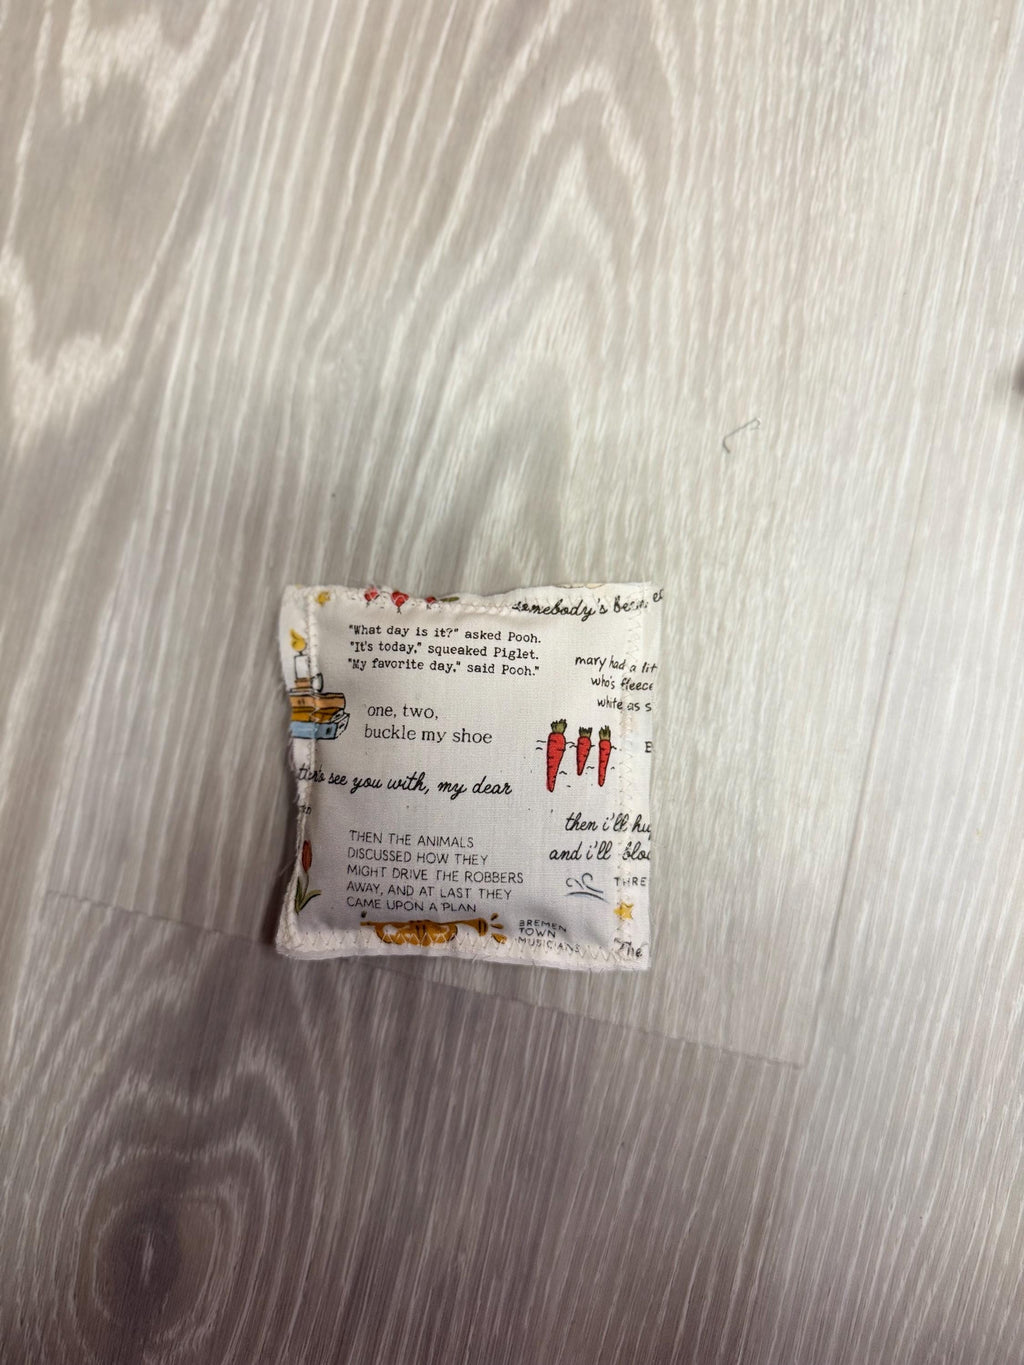 somebody's been
"What day is it?" asked Pooh.
"It's today," squeaked Piglet.
"My favorite day," said Pooh."
mary had a lit
who's fleece
white as s
one, two,
buckle my shoe
see you with, my dear
then i'll hu
and i'll blo
THEN THE ANIMALS
DISCUSSED HOW THEY
MIGHT DRIVE THE ROBBERS
AWAY, AND AT LAST THEY
CAME UPON A PLAN
THRE
BREMEN
TOWN
MUSICIANS
The